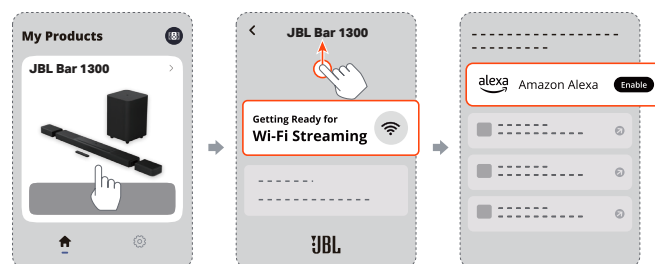 My Products
JBL Bar 1300
JBL Bar 1300
Getting Ready for
Wi-Fi Streaming
JBL
alexa
Amazon Alexa
Enable